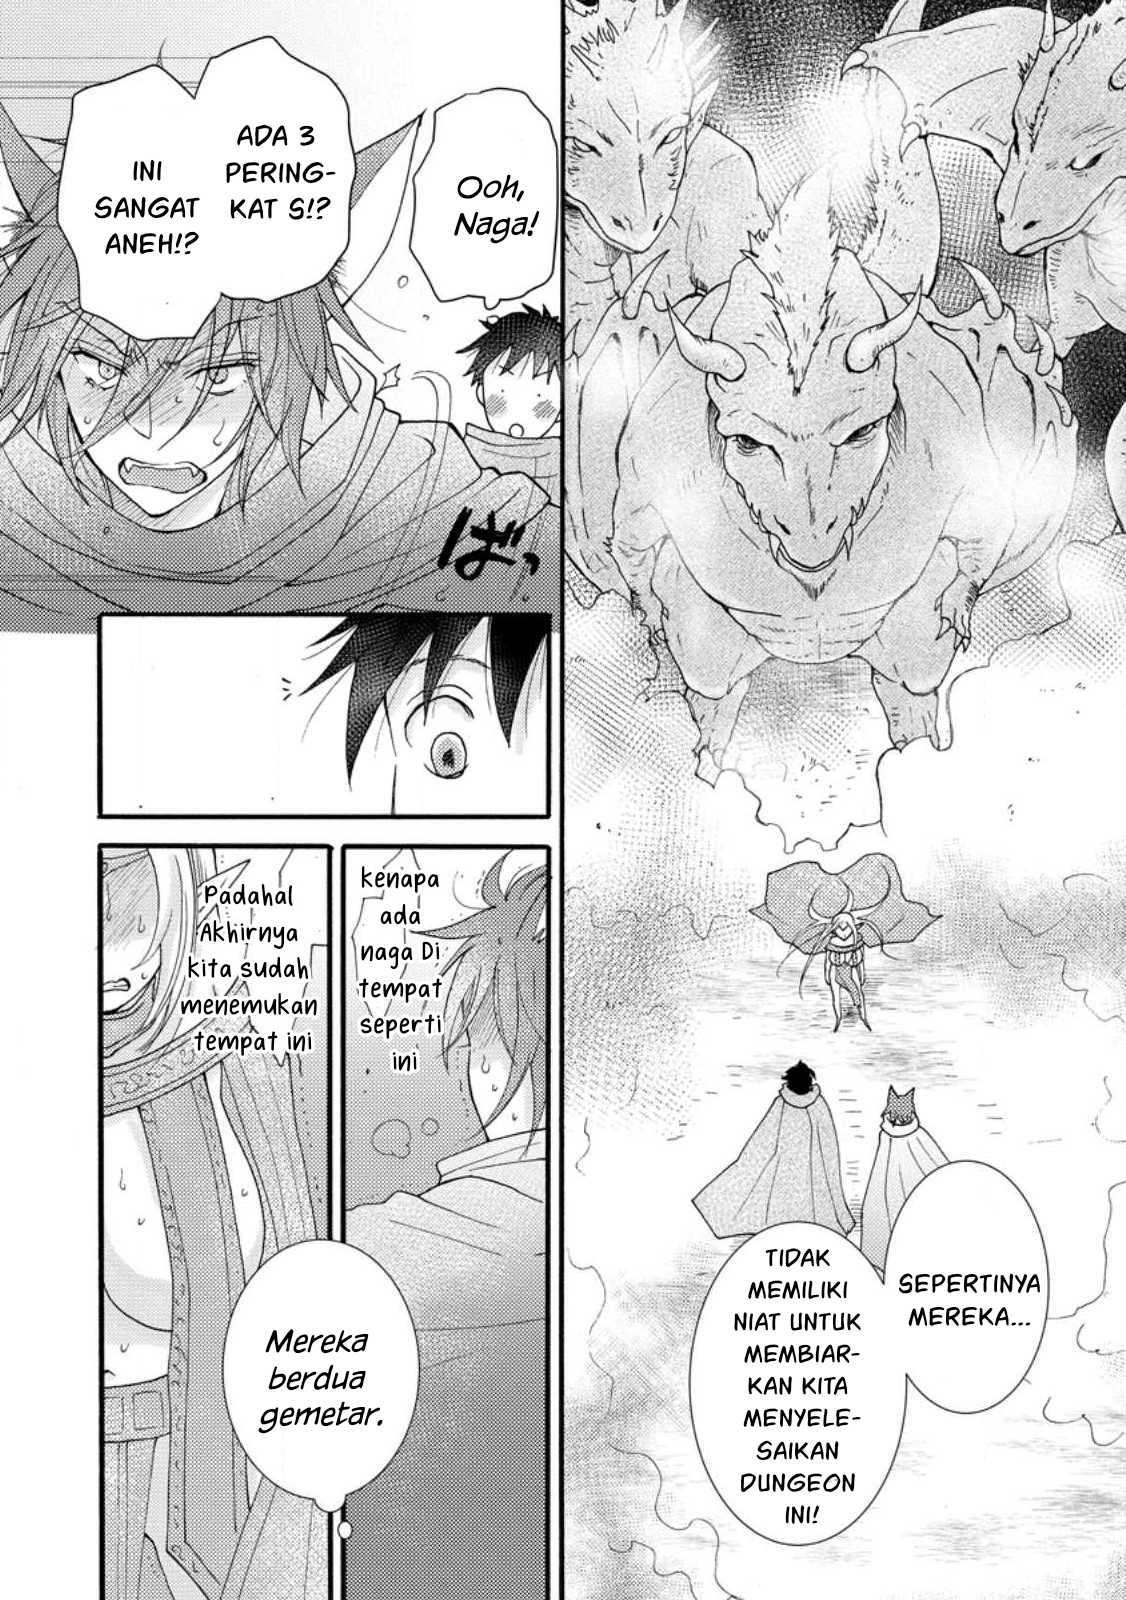 SEPERTINYA
MEREKA...
TIDAK
MEMILIKI
NIAT UNTUK
MEMBIAR-
KAN KITA
MENYELE-
SAIKAN
DUNGEON
INI!
Ooh,
Naga!
ADA 3
PERING-
KAT S!?
INI
SANGAT
ANEH!?
ばっ
kenapa
ada
naga Di
tempat
seperti
ini
Padahal
Akhirnya
kita sudah
menemukan
tempat ini
Mereka
berdua
gemetar.